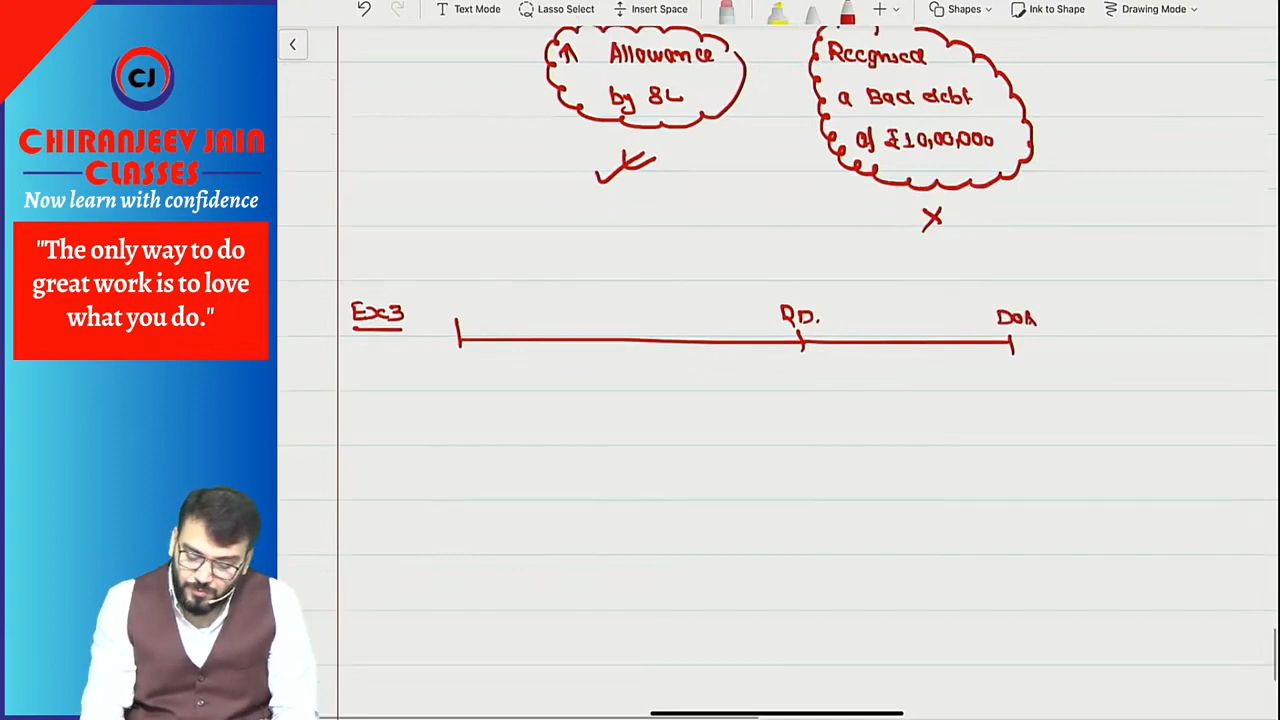 Text Mode
Lasso Select
Insert Space
Shapes
Ink to Shape
Drawing Mode
CJ
CHIRANJEEV JAIN
CLASSES
Now learn with confidence
"The only way to do
great work is to love
what you do."
↑ Allowance
by 8L
Recgnised
a Bad debt
of ₹10,00,000
Ex3
RD.
DOA